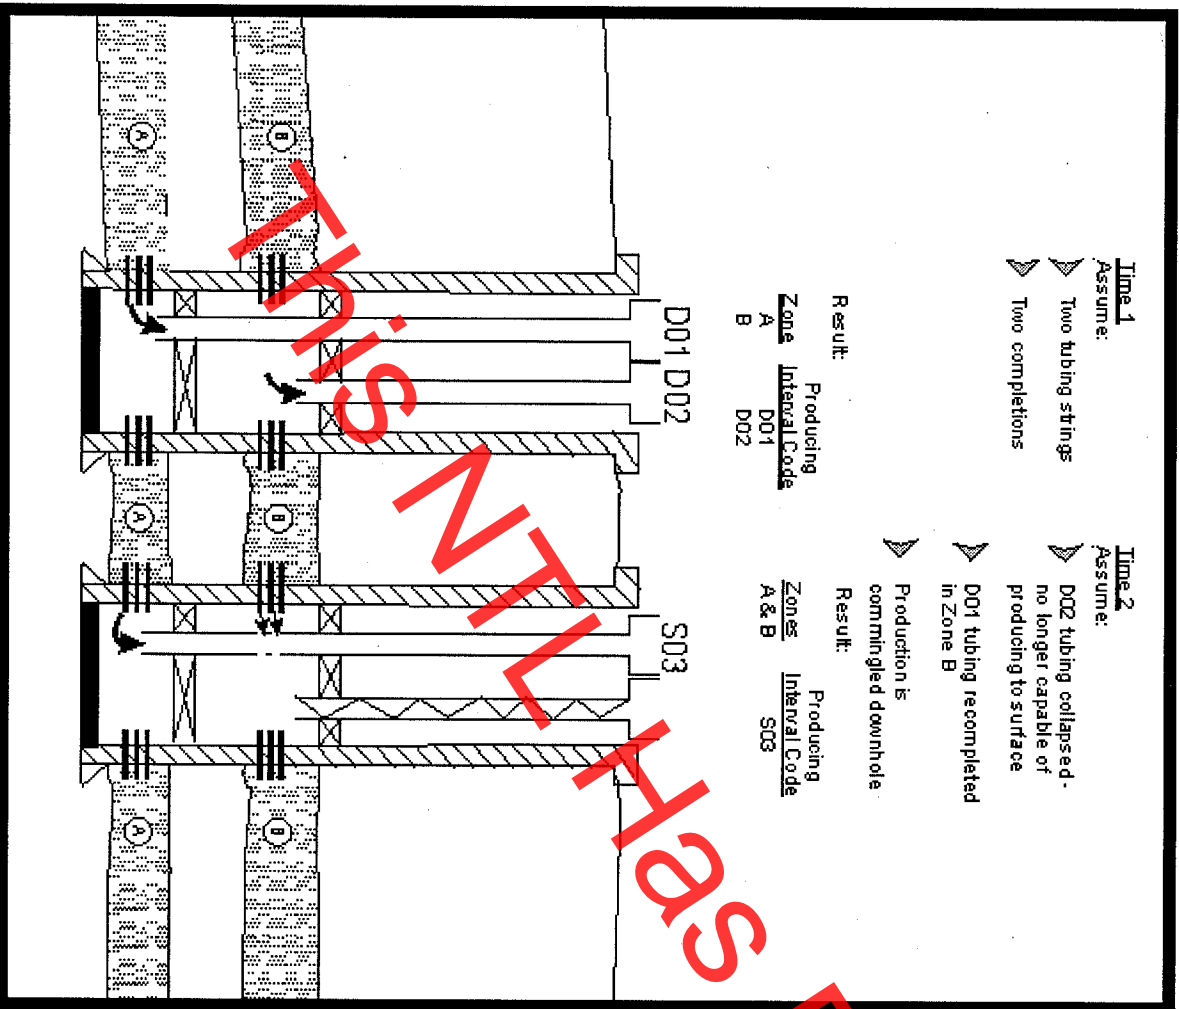 Time 1
Assume:
Two tubing strings
Two completions
Result:
Producing
Zone Interval Code
A D01
B D02
Time 2
Assume:
D02 tubing collapsed-
no longer capable of
producing to surface
D01 tubing recompleted
in Zone B
Production is
commingled downhole
Result:
Producing
Zones Interval Code
A & B S03
D01 D02
S03
B
B
B
A
A
A
This NTL Has